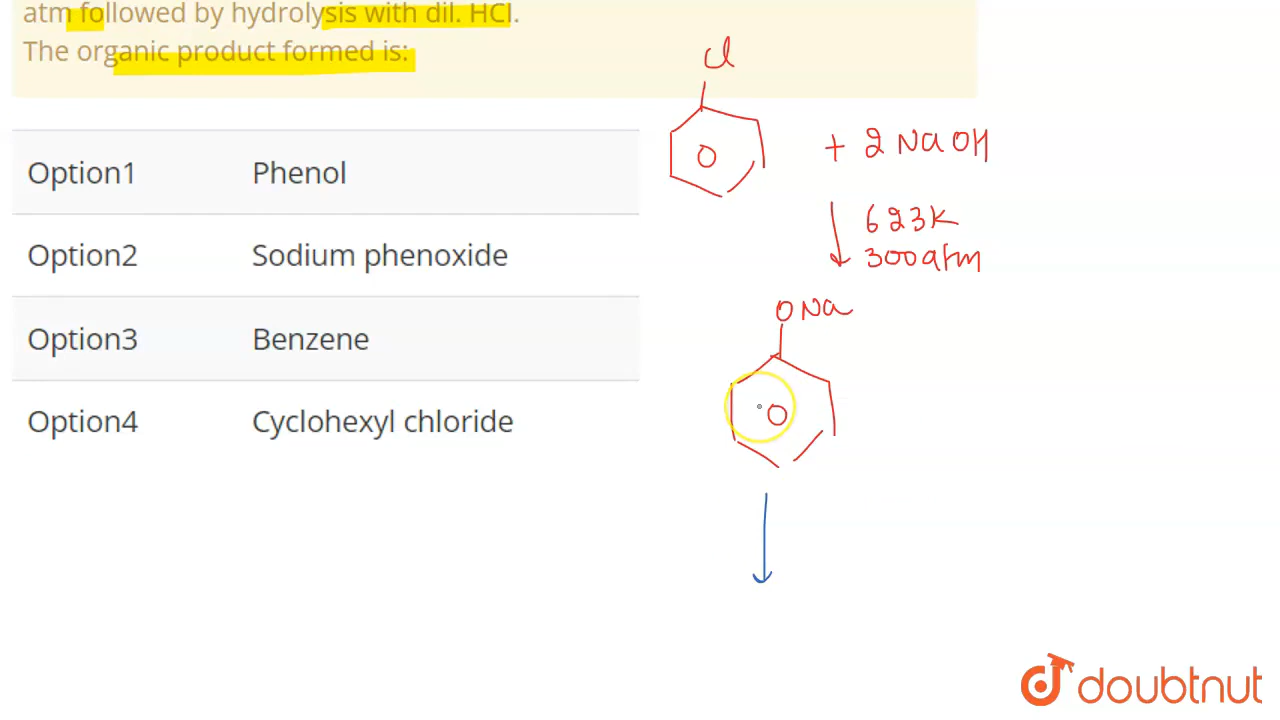 atm followed by hydrolysis with dil. HCl.
The organic product formed is:
Cl
+ 2 NaOH
623K
300atm
ONa
Option1 Phenol
Option2 Sodium phenoxide
Option3 Benzene
Option4 Cyclohexyl chloride
doubtnut